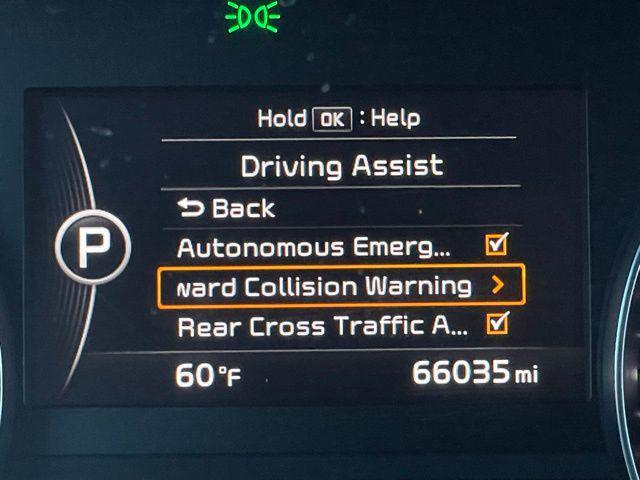 Hold OK : Help
Driving Assist
Back
Autonomous Emerg...
ward Collision Warning
Rear Cross Traffic A...
P
60°F
66035 mi